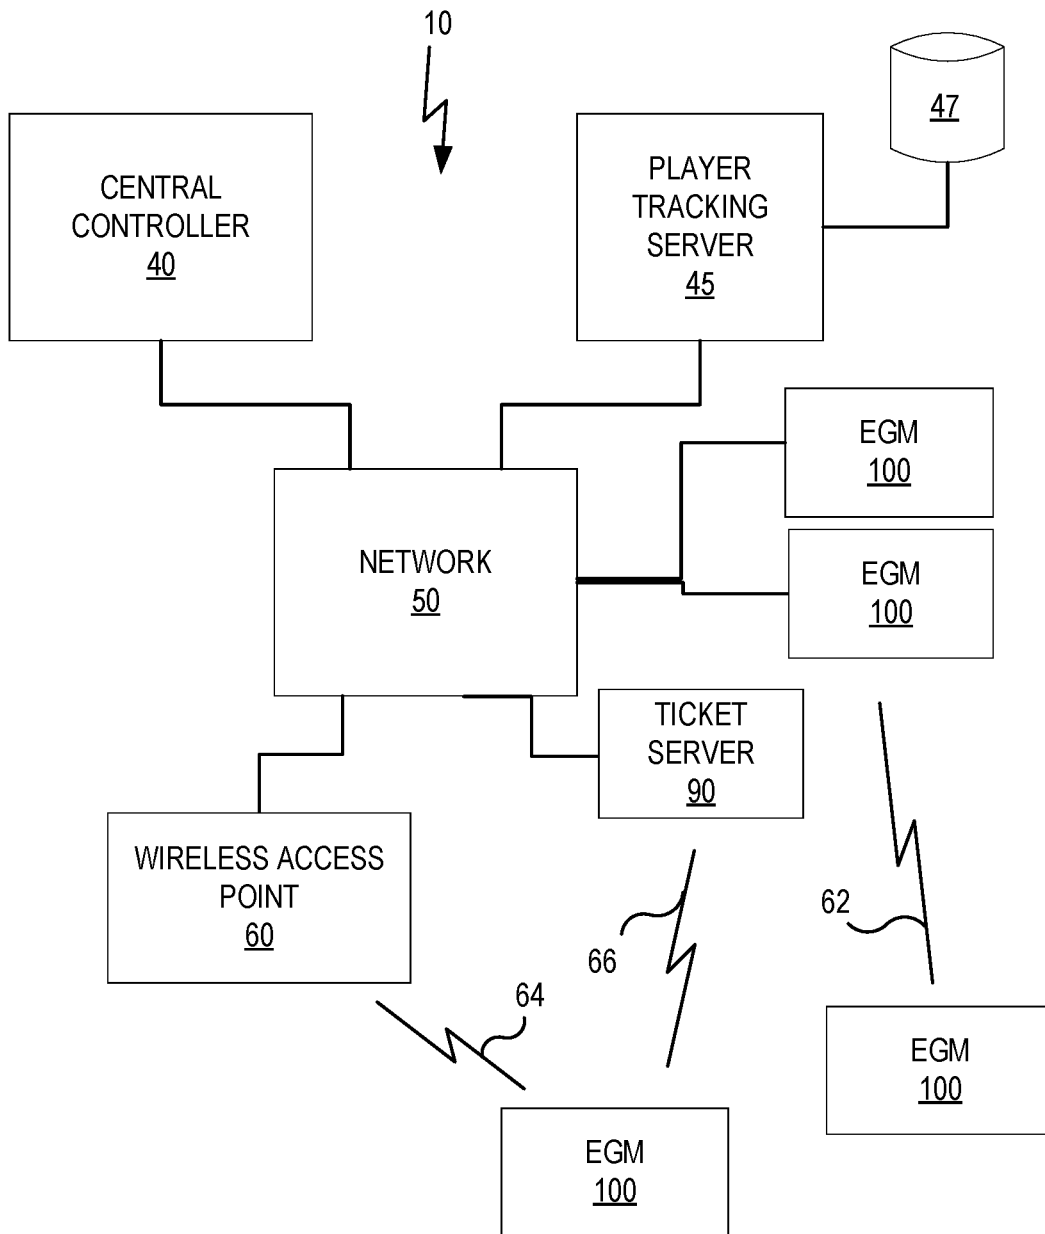 10
47
CENTRAL
CONTROLLER
40
PLAYER
TRACKING
SERVER
45
EGM
100
NETWORK
50
EGM
100
TICKET
SERVER
90
WIRELESS ACCESS
POINT
60
66
62
64
EGM
100
EGM
100